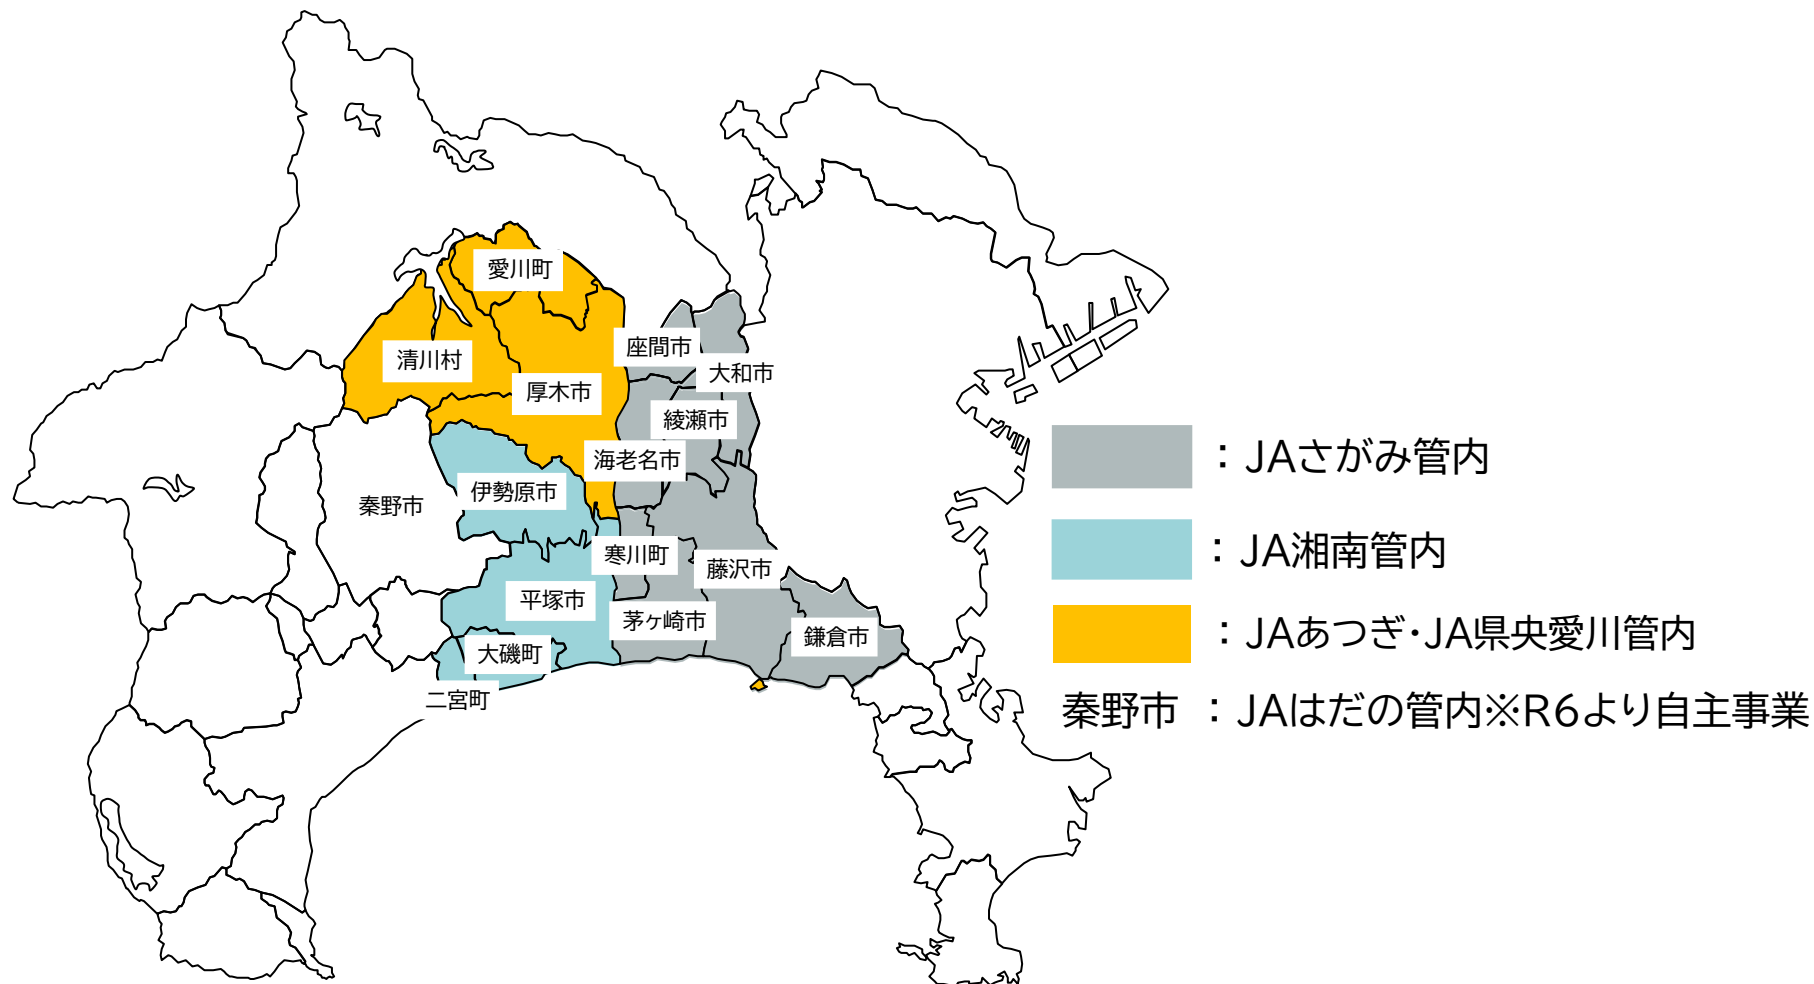 愛川町
座間市
清川村
大和市
厚木市
綾瀬市
海老名市
伊勢原市
秦野市
寒川町
藤沢市
平塚市
茅ヶ崎市
鎌倉市
大磯町
二宮町
：JAさがみ管内
：JA湘南管内
：JAあつぎ・JA県央愛川管内
秦野市：JAはだの管内※R6より自主事業